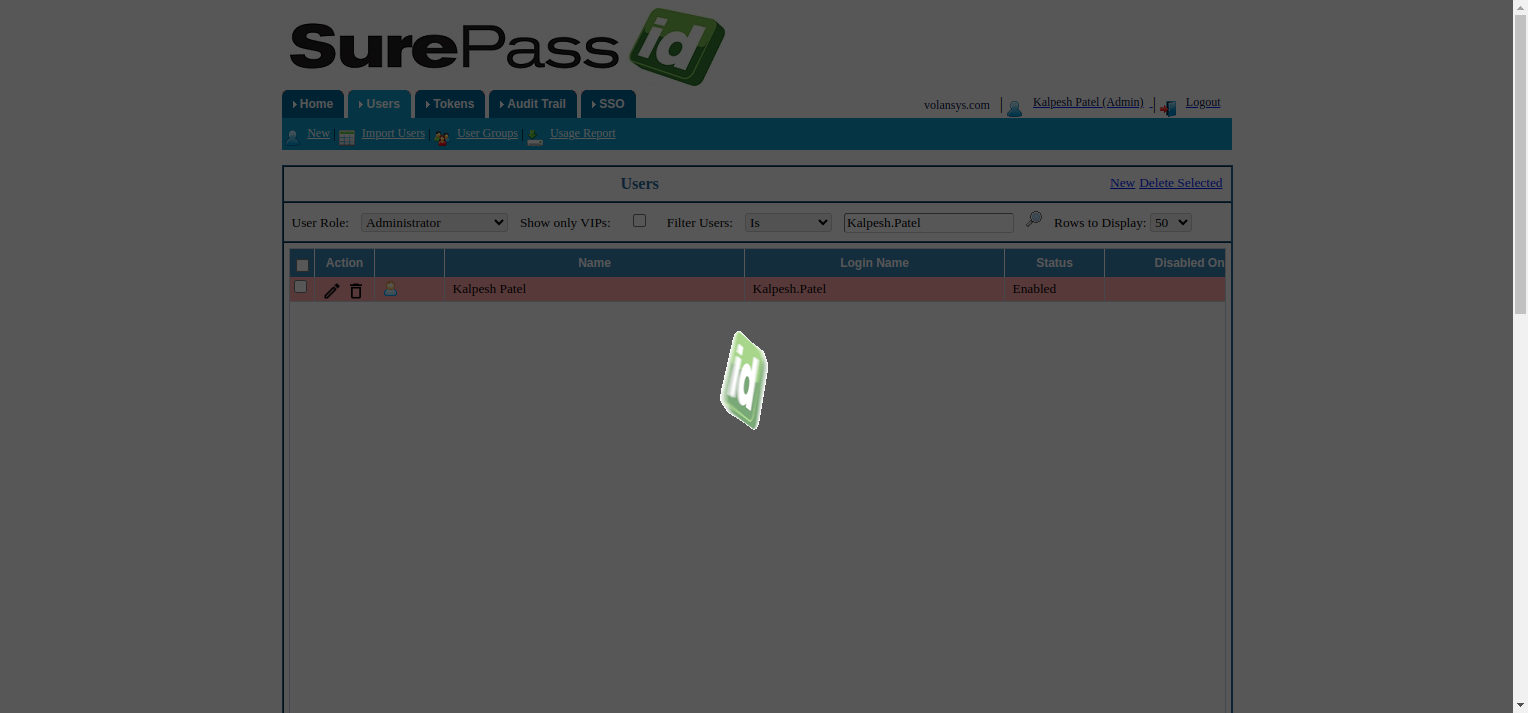 SurePass id
Home Users Tokens Audit Trail SSO
volansys.com | Kalpesh Patel (Admin) - | Logout
New | Import Users | User Groups | Usage Report
Users
New Delete Selected
User Role: Administrator Show only VIPs: Filter Users: Is Kalpesh.Patel Rows to Display: 50
Action Name Login Name Status Disabled On
Kalpesh Patel Kalpesh.Patel Enabled
id